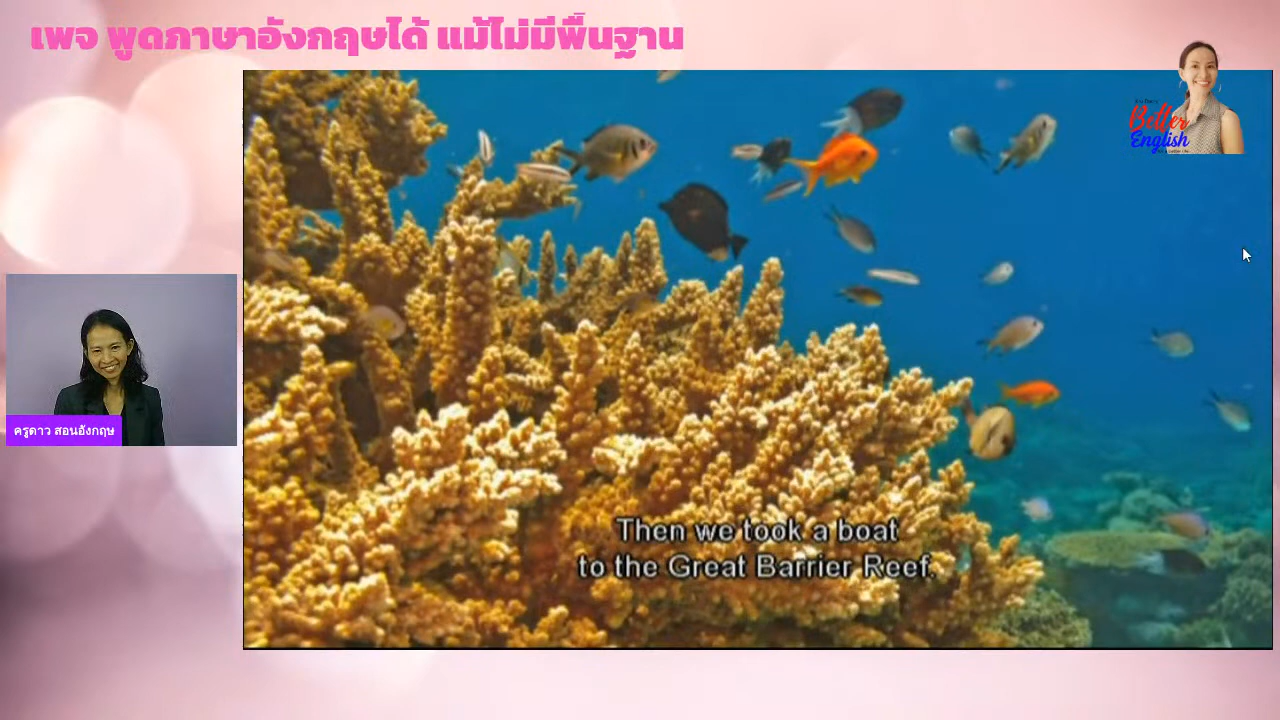 เพจ พูดภาษาอังกฤษได้ แม้ไม่มีพื้นฐาน
Better
English
ครูดาว สอนอังกฤษ
Then we took a boat
to the Great Barrier Reef.